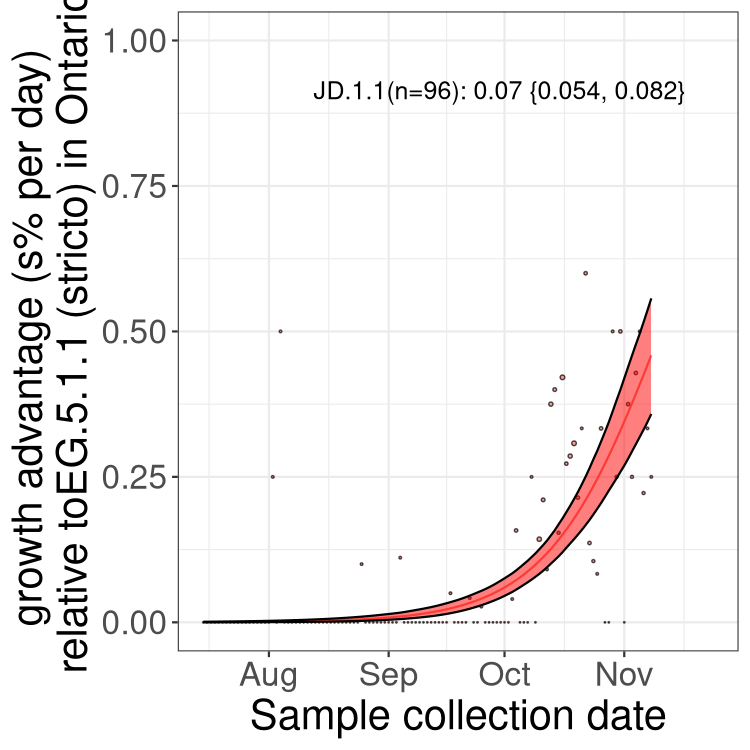 growth advantage (s% per day)
relative toEG.5.1.1 (stricto) in Ontario
1.00
0.75
0.50
0.25
0.00
JD.1.1(n=96): 0.07 {0.054, 0.082}
Aug Sep Oct Nov
Sample collection date